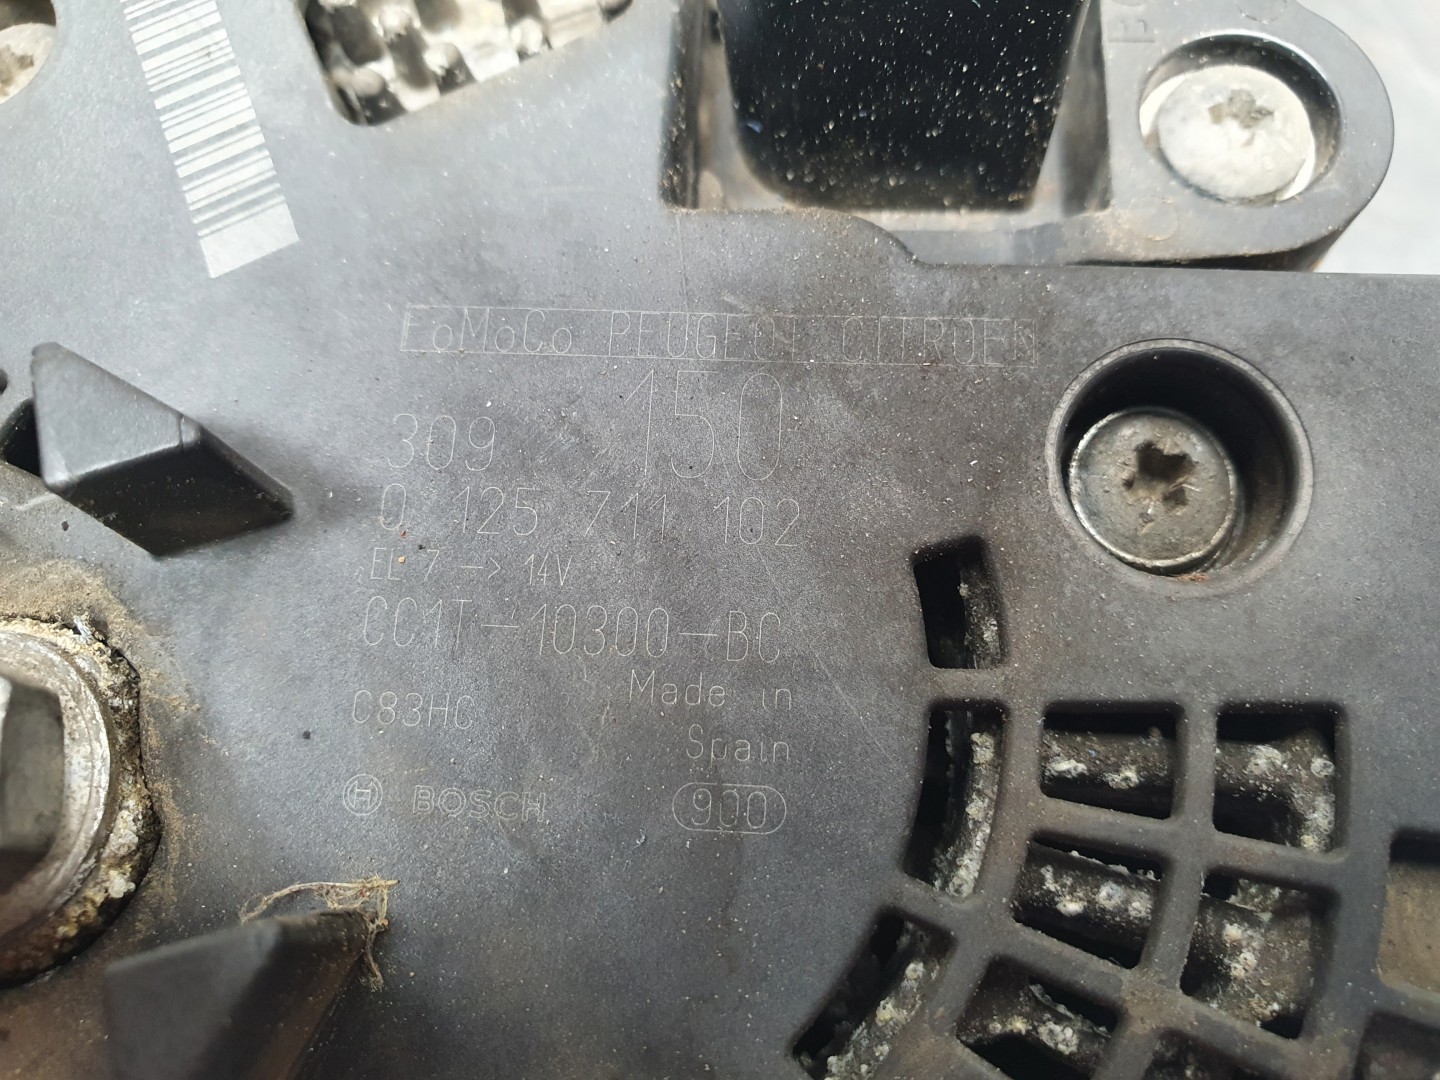 FoMoCo PEUGEOT CITROEN
309 150
0 125 711 102
EL 7 -> 14V
CC1T-10300-BC
C83HC Made in
Spain
BOSCH 900